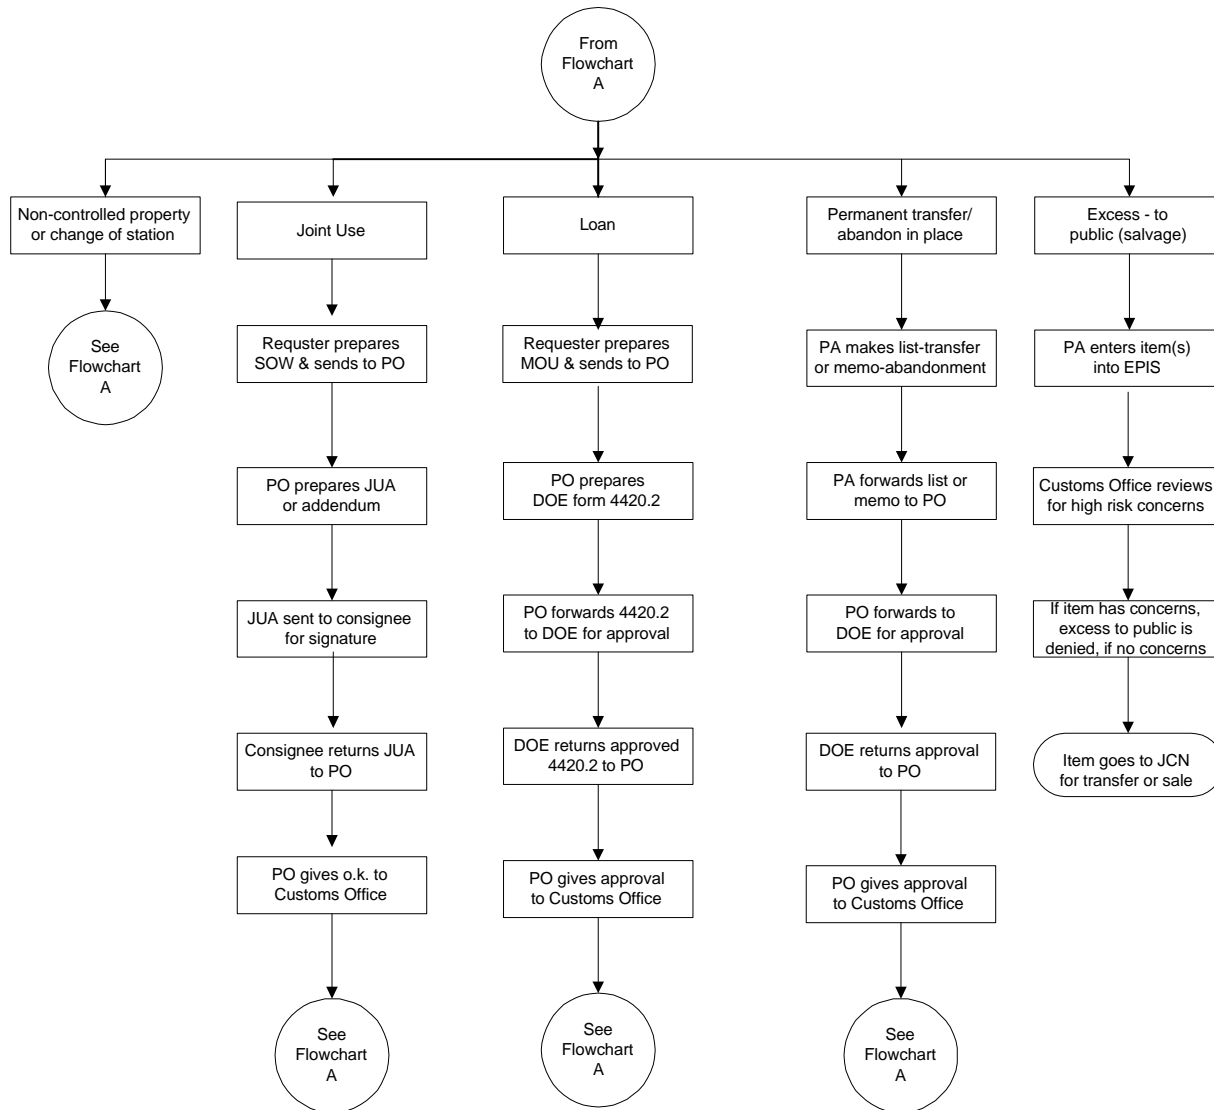 From
Flowchart
A
Non-controlled property
or change of station
See
Flowchart
A
Joint Use
Requster prepares
SOW & sends to PO
PO prepares JUA
or addendum
JUA sent to consignee
for signature
Consignee returns JUA
to PO
PO gives o.k. to
Customs Office
See
Flowchart
A
Loan
Requester prepares
MOU & sends to PO
PO prepares
DOE form 4420.2
PO forwards 4420.2
to DOE for approval
DOE returns approved
4420.2 to PO
PO gives approval
to Customs Office
See
Flowchart
A
Permanent transfer/
abandon in place
PA makes list-transfer
or memo-abandonment
PA forwards list or
memo to PO
PO forwards to
DOE for approval
DOE returns approval
to PO
PO gives approval
to Customs Office
See
Flowchart
A
Excess - to
public (salvage)
PA enters item(s)
into EPIS
Customs Office reviews
for high risk concerns
If item has concerns,
excess to public is
denied, if no concerns
Item goes to JCN
for transfer or sale